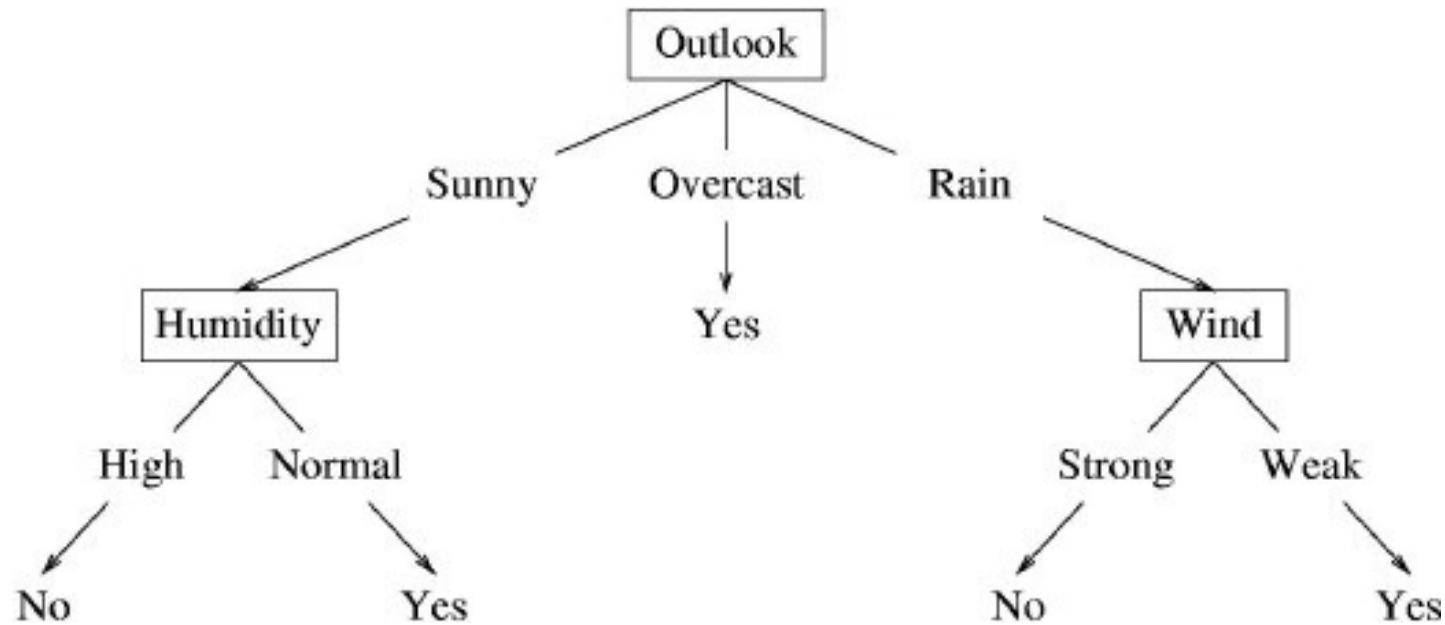 Outlook
Sunny Overcast Rain
Humidity Yes Wind
High Normal Strong Weak
No Yes No Yes